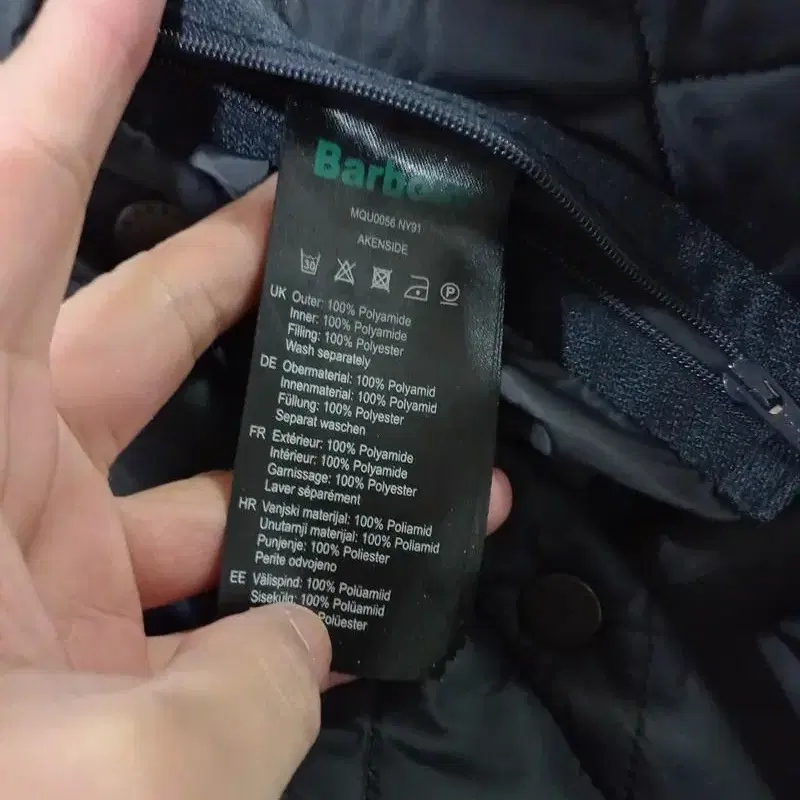 Barbour
MQU0056 NY91
AKENSIDE
30
P
UK Outer: 100% Polyamide
Inner: 100% Polyamide
Filling: 100% Polyester
Wash separately
DE Obermaterial: 100% Polyamid
Innenmaterial: 100% Polyamid
Füllung: 100% Polyester
Separat waschen
FR Extérieur: 100% Polyamide
Intérieur: 100% Polyamide
Garnissage: 100% Polyester
Laver séparément
HR Vanjski materijal: 100% Poliamid
Unutarnji materijal: 100% Poliamid
Punjenje: 100% Poliester
Perite odvojeno
EE Välispind: 100% Polüamiid
Sisekülg: 100% Polüamiid
Polüester